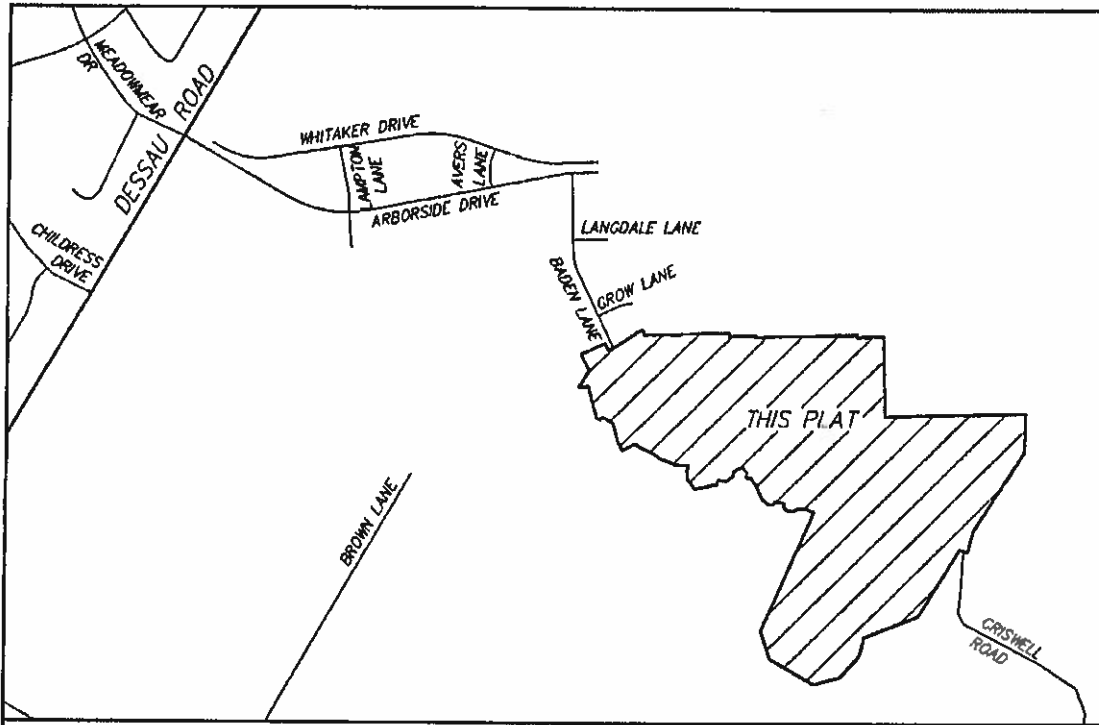 MEADOWMEAR
DR
DESSAU ROAD
WHITAKER DRIVE
LAMPTON
LANE
AVERS
LANE
ARBORSIDE DRIVE
CHILDRESS
DRIVE
LANGDALE LANE
BADEN LANE
GROW LANE
THIS PLAT
BROWN LANE
CRISWELL
ROAD